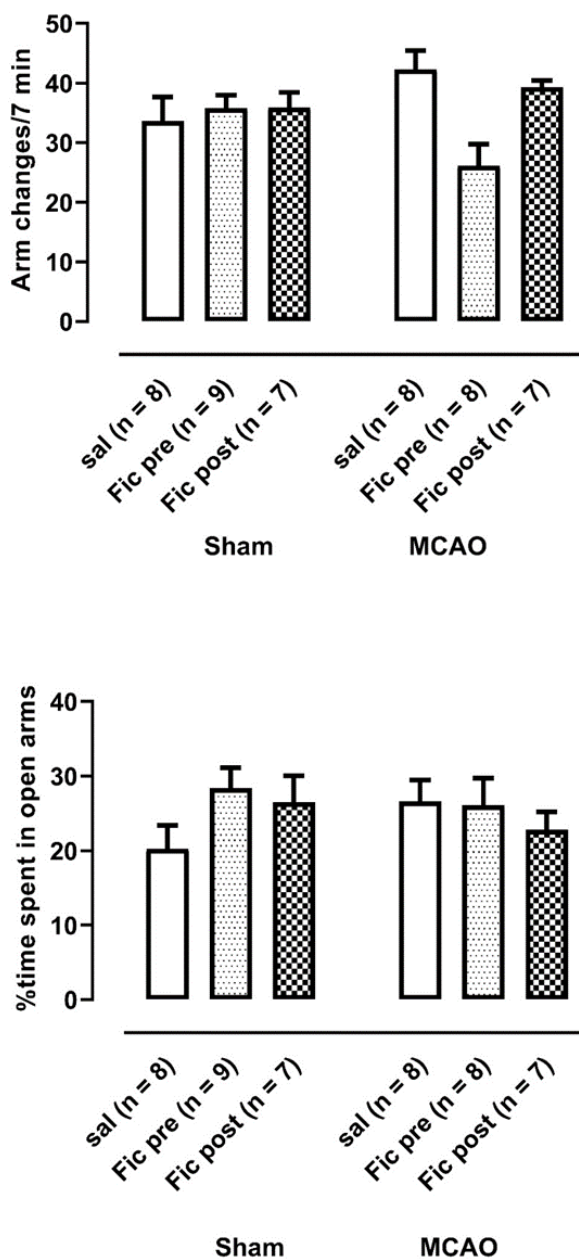 Arm changes/7 min
50
40
30
20
10
0
sal (n = 8)
Fic pre (n = 9)
Fic post (n = 7)
sal (n = 8)
Fic pre (n = 8)
Fic post (n = 7)
Sham
MCAO
%time spent in open arms
40
30
20
10
0
sal (n = 8)
Fic pre (n = 9)
Fic post (n = 7)
sal (n = 8)
Fic pre (n = 8)
Fic post (n = 7)
Sham
MCAO